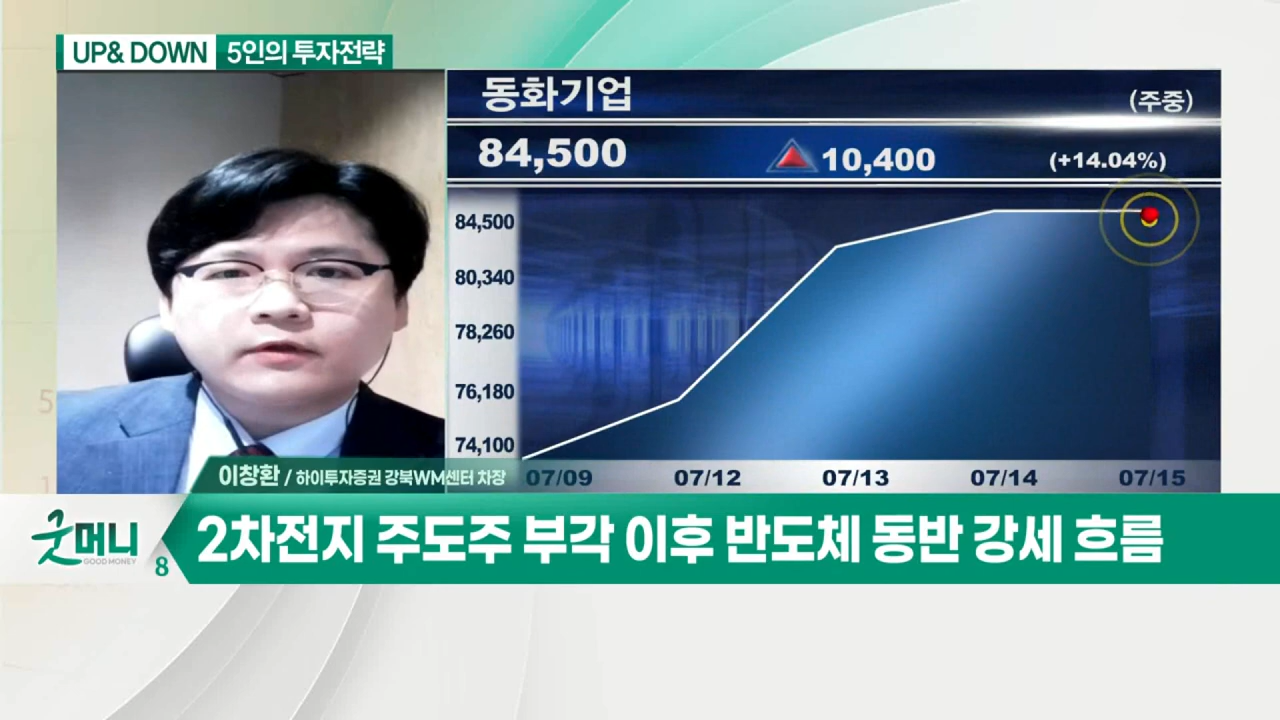 UP& DOWN 5인의 투자전략
동화기업 (주중)
84,500 ▲ 10,400 (+14.04%)
84,500
80,340
78,260
76,180
74,100
07/09 07/12 07/13 07/14 07/15
이창환 / 하이투자증권 강북WM센터 차장
굿머니
GOOD MONEY
8
2차전지 주도주 부각 이후 반도체 동반 강세 흐름
5
1